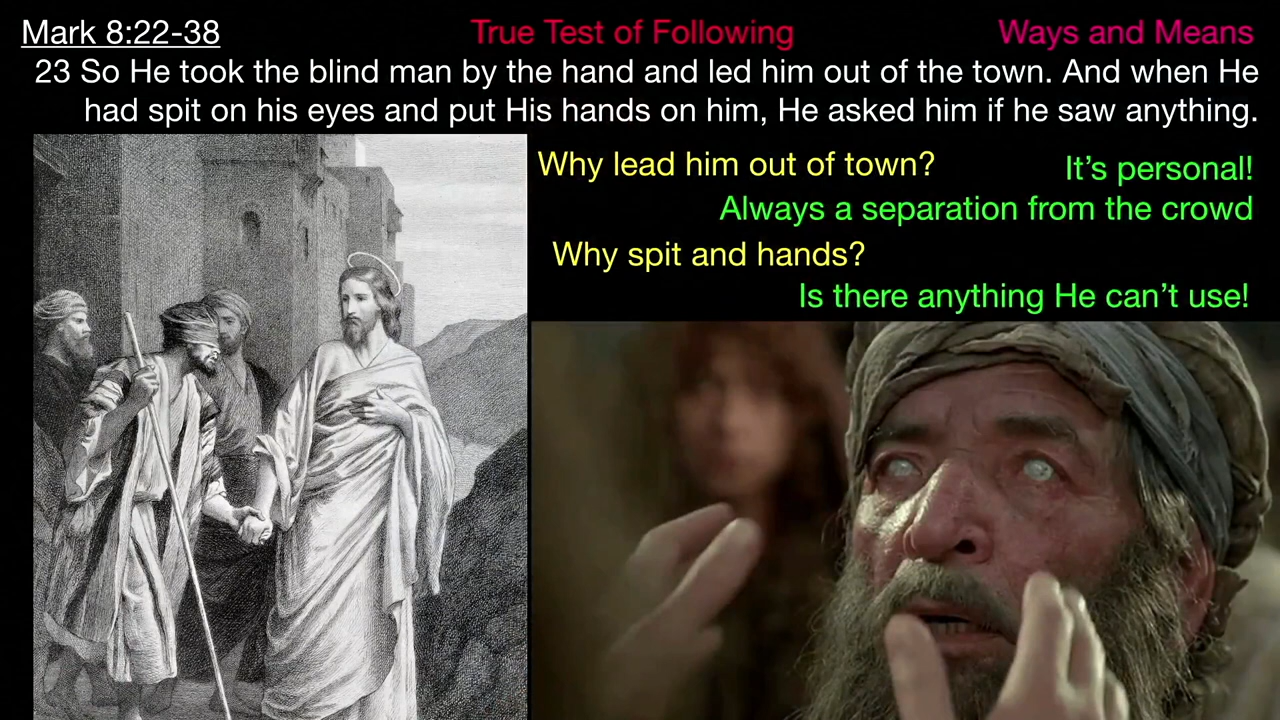 Mark 8:22-38 True Test of Following Ways and Means
23 So He took the blind man by the hand and led him out of the town. And when He
had spit on his eyes and put His hands on him, He asked him if he saw anything.
Why lead him out of town? It’s personal!
Always a separation from the crowd
Why spit and hands?
Is there anything He can’t use!